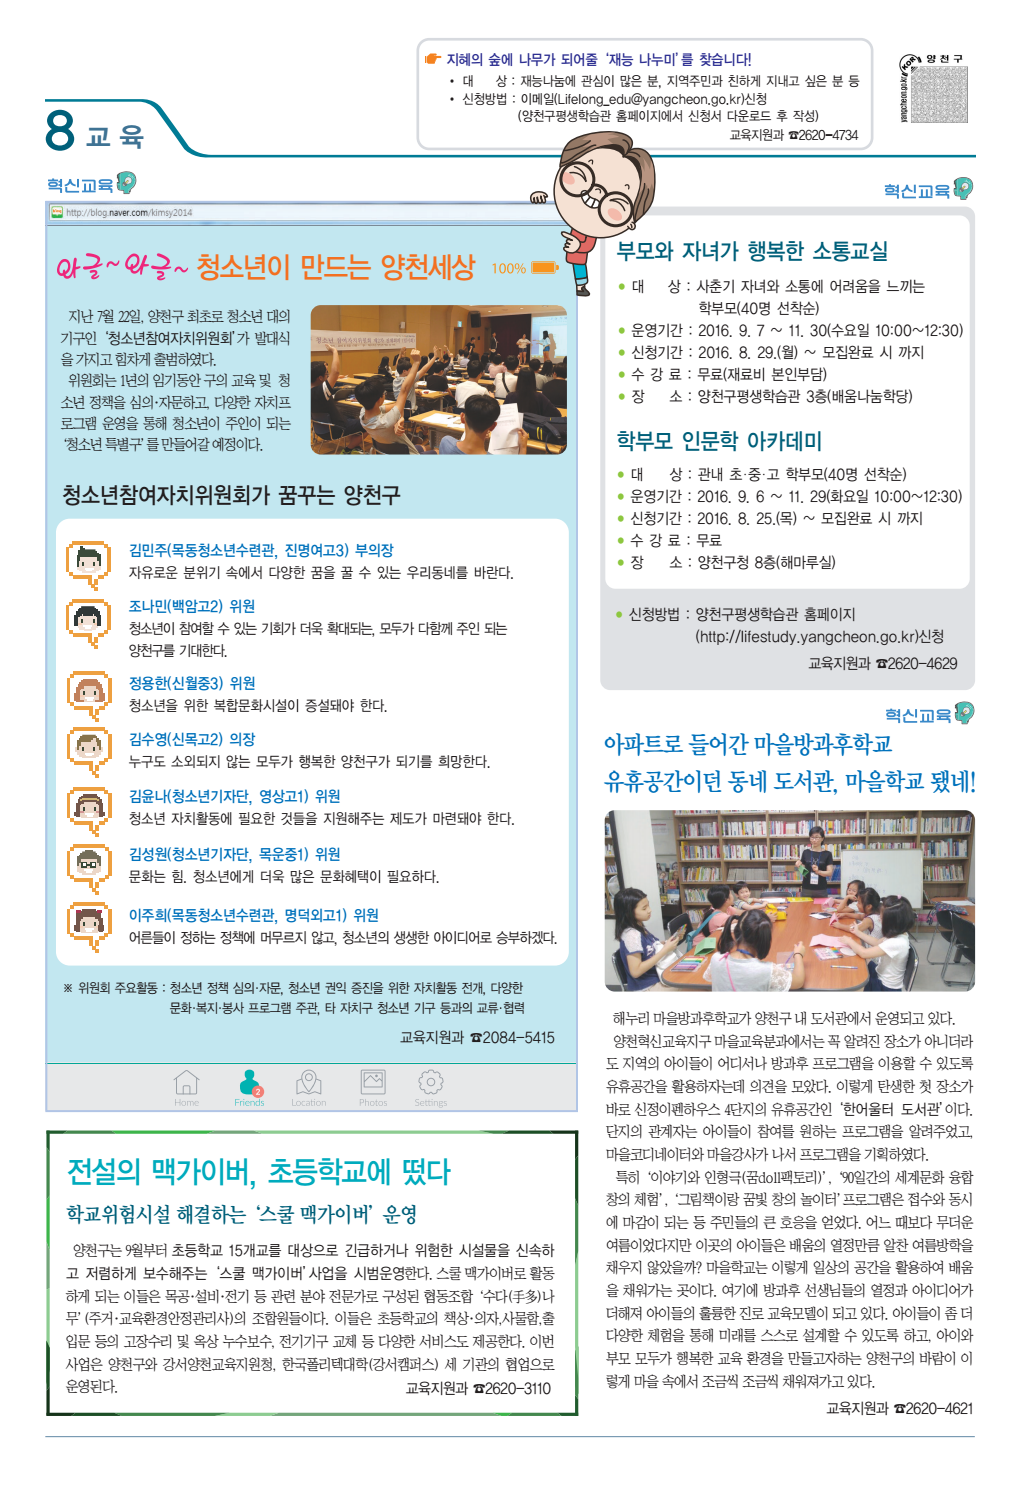 지혜의 숲에 나무가 되어줄 ‘재능 나누미’를 찾습니다!
• 대 상 : 재능나눔에 관심이 많은 분, 지역주민과 친하게 지내고 싶은 분 등
• 신청방법 : 이메일(Lifelong_edu@yangcheon.go.kr)신청
(양천구평생학습관 홈페이지에서 신청서 다운로드 후 작성)
교육지원과 ☎2620-4734
양천구
yangcheon.go.kr
KOR
8 교육
혁신교육
http://blog.naver.com/kimsy2014
와글~와글~ 청소년이 만드는 양천세상 100%
지난 7월 22일, 양천구 최초로 청소년 대의
기구인 ‘청소년참여자치위원회’가 발대식
을 가지고 힘차게 출범하였다.
위원회는 1년의 임기동안 구의 교육 및 청
소년 정책을 심의·자문하고, 다양한 자치프
로그램 운영을 통해 청소년이 주인이 되는
‘청소년 특별구’를 만들어갈 예정이다.
청소년참여자치위원회가 꿈꾸는 양천구
김민주(목동청소년수련관, 진명여고3) 부의장
자유로운 분위기 속에서 다양한 꿈을 꿀 수 있는 우리동네를 바란다.
조나민(백암고2) 위원
청소년이 참여할 수 있는 기회가 더욱 확대되는, 모두가 다함께 주인 되는
양천구를 기대한다.
정용한(신월중3) 위원
청소년을 위한 복합문화시설이 증설돼야 한다.
김수영(신목고2) 의장
누구도 소외되지 않는 모두가 행복한 양천구가 되기를 희망한다.
김윤나(청소년기자단, 영상고1) 위원
청소년 자치활동에 필요한 것들을 지원해주는 제도가 마련돼야 한다.
김성원(청소년기자단, 목운중1) 위원
문화는 힘. 청소년에게 더욱 많은 문화혜택이 필요하다.
이주희(목동청소년수련관, 명덕외고1) 위원
어른들이 정하는 정책에 머무르지 않고, 청소년의 생생한 아이디어로 승부하겠다.
※ 위원회 주요활동 : 청소년 정책 심의·자문, 청소년 권익 증진을 위한 자치활동 전개, 다양한
문화·복지·봉사 프로그램 주관, 타 자치구 청소년 기구 등과의 교류·협력
교육지원과 ☎2084-5415
Home
Friends
2
Location
Photos
Settings
전설의 맥가이버, 초등학교에 떴다
학교위험시설 해결하는 ‘스쿨 맥가이버’ 운영
양천구는 9월부터 초등학교 15개교를 대상으로 긴급하거나 위험한 시설물을 신속하
고 저렴하게 보수해주는 ‘스쿨 맥가이버’ 사업을 시범운영한다. 스쿨 맥가이버로 활동
하게 되는 이들은 목공·설비·전기 등 관련 분야 전문가로 구성된 협동조합 ‘수다(手多)나
무’(주거·교육환경안정관리사)의 조합원들이다. 이들은 초등학교의 책상·의자,사물함,출
입문 등의 고장수리 및 옥상 누수보수, 전기기구 교체 등 다양한 서비스도 제공한다. 이번
사업은 양천구와 강서양천교육지원청, 한국폴리텍대학(강서캠퍼스) 세 기관의 협업으로
운영된다.
교육지원과 ☎2620-3110
혁신교육
부모와 자녀가 행복한 소통교실
• 대 상 : 사춘기 자녀와 소통에 어려움을 느끼는
학부모(40명 선착순)
• 운영기간 : 2016. 9. 7 ~ 11. 30(수요일 10:00~12:30)
• 신청기간 : 2016. 8. 29.(월) ~ 모집완료 시 까지
• 수 강 료 : 무료(재료비 본인부담)
• 장 소 : 양천구평생학습관 3층(배움나눔학당)
학부모 인문학 아카데미
• 대 상 : 관내 초·중·고 학부모(40명 선착순)
• 운영기간 : 2016. 9. 6 ~ 11. 29(화요일 10:00~12:30)
• 신청기간 : 2016. 8. 25.(목) ~ 모집완료 시 까지
• 수 강 료 : 무료
• 장 소 : 양천구청 8층(해마루실)
• 신청방법 : 양천구평생학습관 홈페이지
(http://lifestudy.yangcheon.go.kr)신청
교육지원과 ☎2620-4629
혁신교육
아파트로 들어간 마을방과후학교
유휴공간이던 동네 도서관, 마을학교 됐네!
해누리 마을방과후학교가 양천구 내 도서관에서 운영되고 있다.
양천혁신교육지구 마을교육분과에서는 꼭 알려진 장소가 아니더라
도 지역의 아이들이 어디서나 방과후 프로그램을 이용할 수 있도록
유휴공간을 활용하자는데 의견을 모았다. 이렇게 탄생한 첫 장소가
바로 신정이펜하우스 4단지의 유휴공간인 ‘한어울터 도서관’이다.
단지의 관계자는 아이들이 참여를 원하는 프로그램을 알려주었고,
마을코디네이터와 마을강사가 나서 프로그램을 기획하였다.
특히 ‘이야기와 인형극(꿈doll팩토리)’, ‘90일간의 세계문화 융합
창의 체험’, ‘그림책이랑 꿈빛 창의 놀이터’ 프로그램은 접수와 동시
에 마감이 되는 등 주민들의 큰 호응을 얻었다. 어느 때보다 무더운
여름이었다지만 이곳의 아이들은 배움의 열정만큼 알찬 여름방학을
채우지 않았을까? 마을학교는 이렇게 일상의 공간을 활용하여 배움
을 채워가는 곳이다. 여기에 방과후 선생님들의 열정과 아이디어가
더해져 아이들의 훌륭한 진로 교육모델이 되고 있다. 아이들이 좀 더
다양한 체험을 통해 미래를 스스로 설계할 수 있도록 하고, 아이와
부모 모두가 행복한 교육 환경을 만들고자하는 양천구의 바람이 이
렇게 마을 속에서 조금씩 조금씩 채워져가고 있다.
교육지원과 ☎2620-4621